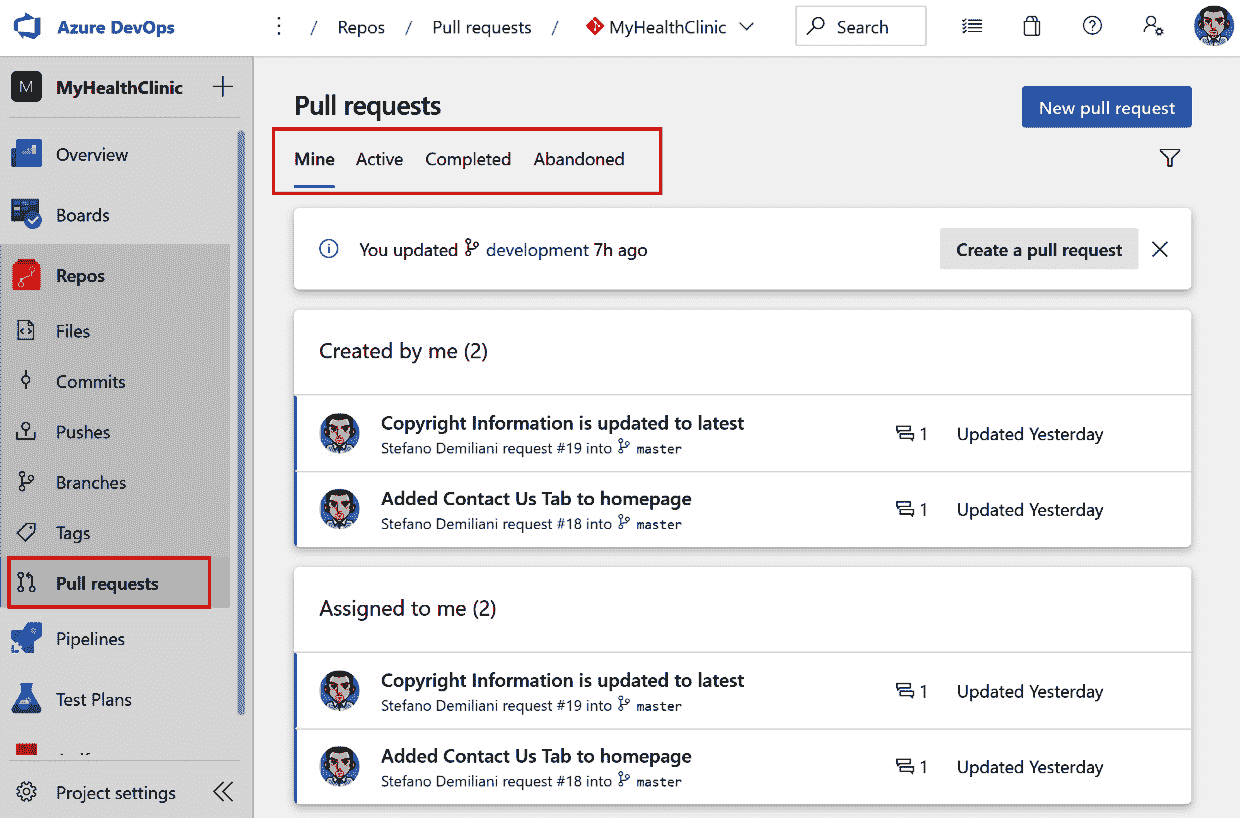 Azure DevOps
/ Repos / Pull requests / MyHealthClinic
Search
M MyHealthClinic
Overview
Boards
Repos
Files
Commits
Pushes
Branches
Tags
Pull requests
Pipelines
Test Plans
Project settings
Pull requests
New pull request
Mine Active Completed Abandoned
You updated development 7h ago
Create a pull request
Created by me (2)
Copyright Information is updated to latest
Stefano Demiliani request #19 into master
1 Updated Yesterday
Added Contact Us Tab to homepage
Stefano Demiliani request #18 into master
1 Updated Yesterday
Assigned to me (2)
Copyright Information is updated to latest
Stefano Demiliani request #19 into master
1 Updated Yesterday
Added Contact Us Tab to homepage
Stefano Demiliani request #18 into master
1 Updated Yesterday